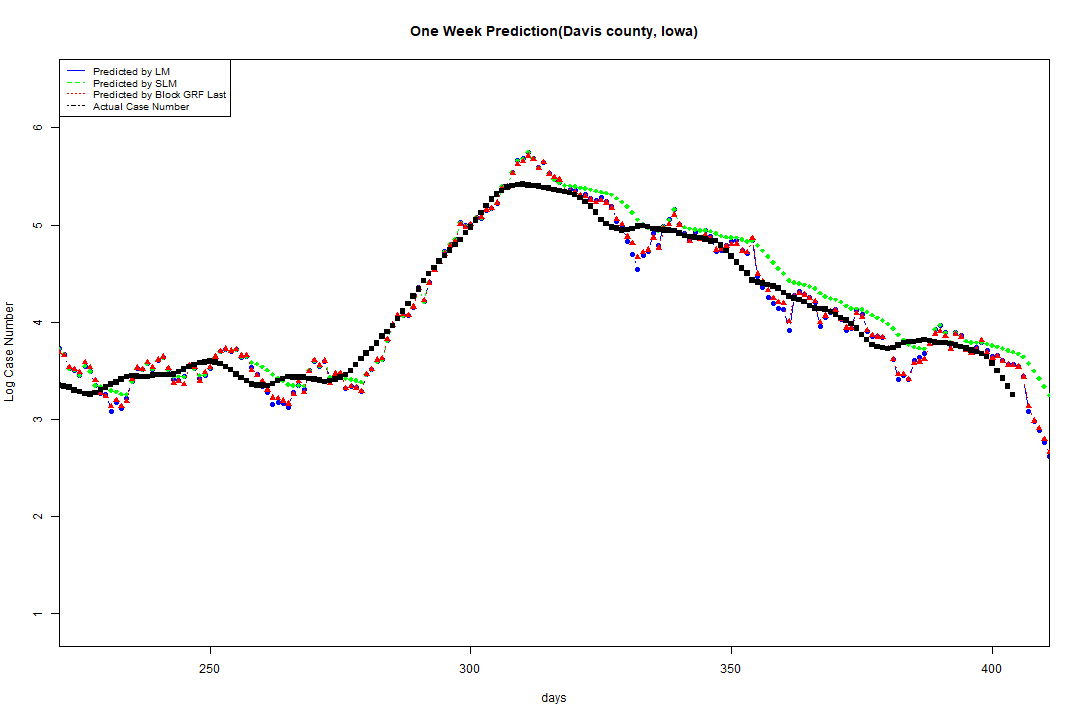 One Week Prediction(Davis county, Iowa)
Predicted by LM
Predicted by SLM
Predicted by Block GRF Last
Actual Case Number
6
5
4
3
2
1
Log Case Number
250 300 350 400
days